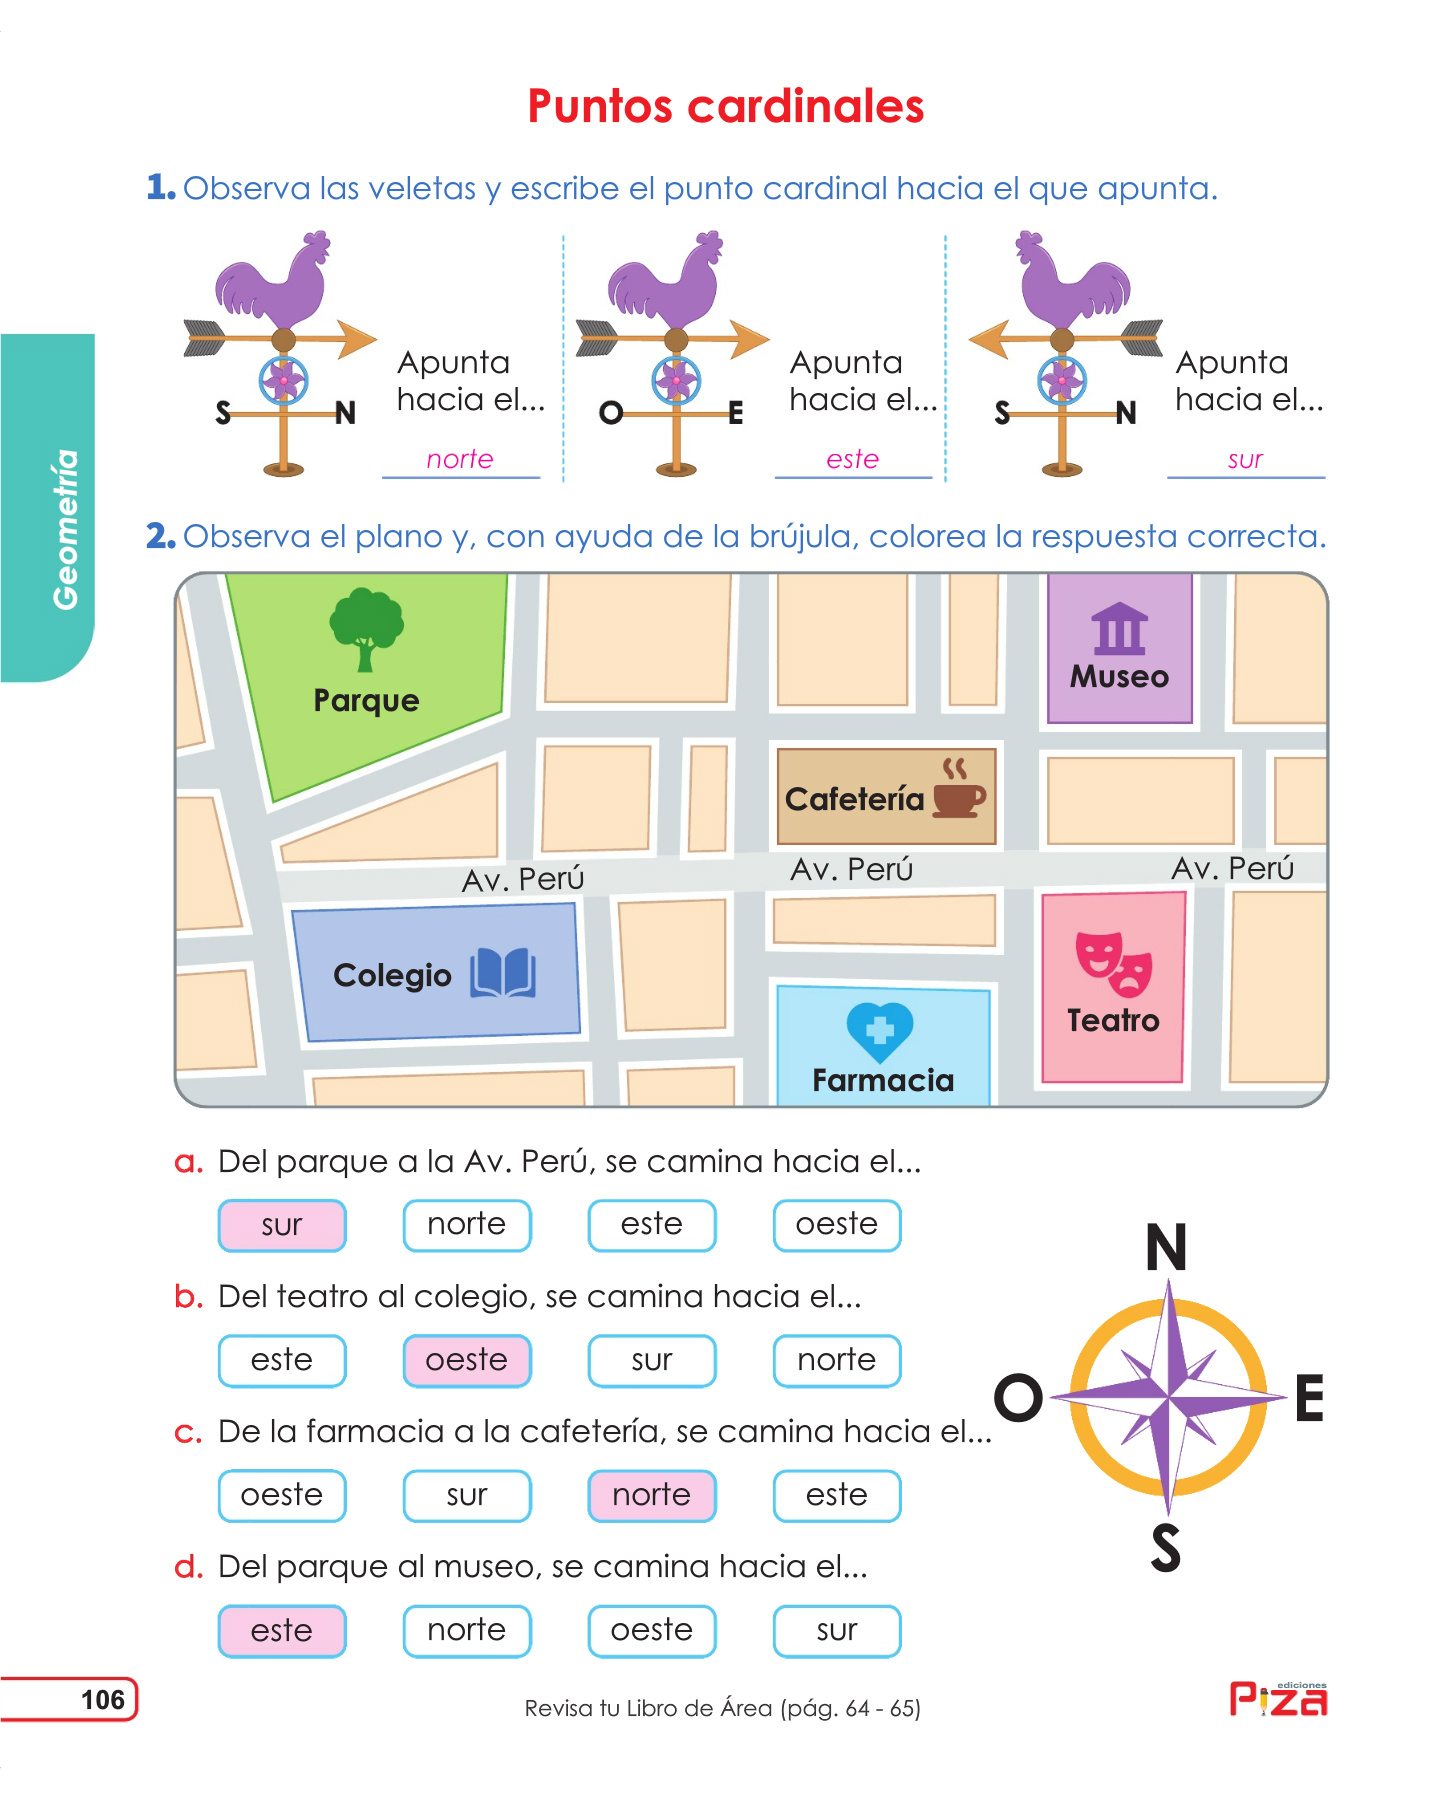 Puntos cardinales
1. Observa las veletas y escribe el punto cardinal hacia el que apunta.
S N
Apunta
hacia el...
norte
O E
Apunta
hacia el...
este
S N
Apunta
hacia el...
sur
Geometría
2. Observa el plano y, con ayuda de la brújula, colorea la respuesta correcta.
Parque
Museo
Cafetería
Av. Perú Av. Perú Av. Perú
Colegio
Teatro
Farmacia
a. Del parque a la Av. Perú, se camina hacia el...
sur norte este oeste
b. Del teatro al colegio, se camina hacia el...
este oeste sur norte
c. De la farmacia a la cafetería, se camina hacia el...
oeste sur norte este
d. Del parque al museo, se camina hacia el...
este norte oeste sur
N
O E
S
106
Revisa tu Libro de Área (pág. 64 - 65)
ediciones
Piza